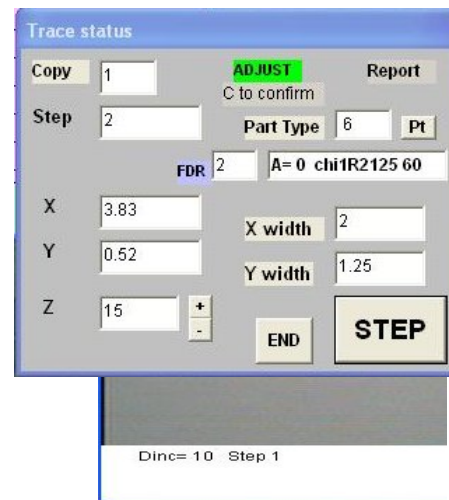 Trace status
Copy 1 ADJUST Report
C to confirm
Step 2 Part Type 6 Pt
FDR 2 A= 0 chi1R2125 60
X 3.83 X width 2
Y 0.52 Y width 1.25
Z 15 + -
END STEP
Dinc= 10 Step 1